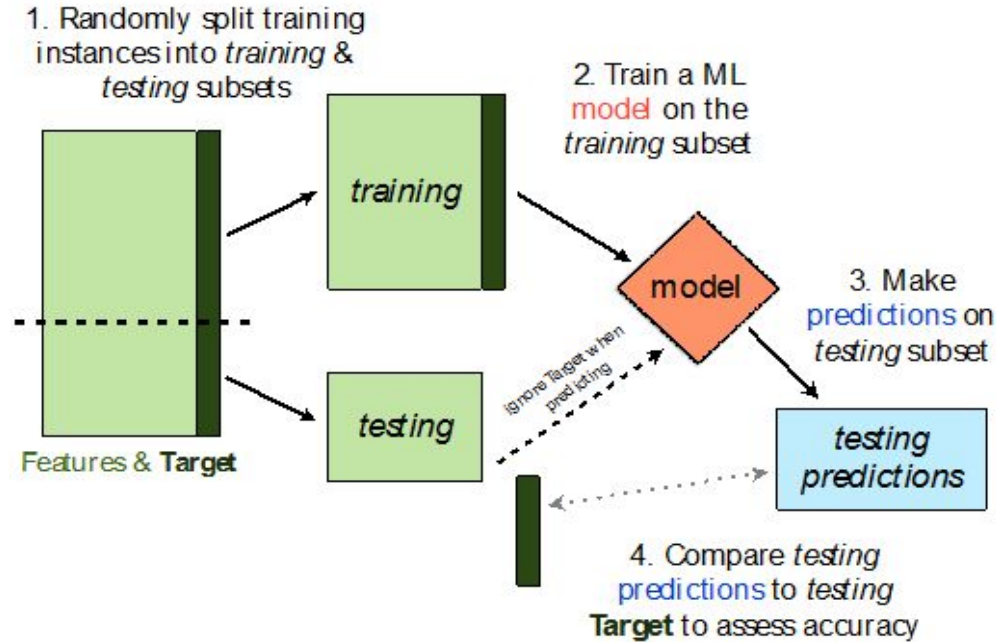 1. Randomly split training
instances into training &
testing subsets
2. Train a ML
model on the
training subset
training
model
3. Make
predictions on
testing subset
ignore Target when
predicting
testing
Features & Target
testing
predictions
4. Compare testing
predictions to testing
Target to assess accuracy